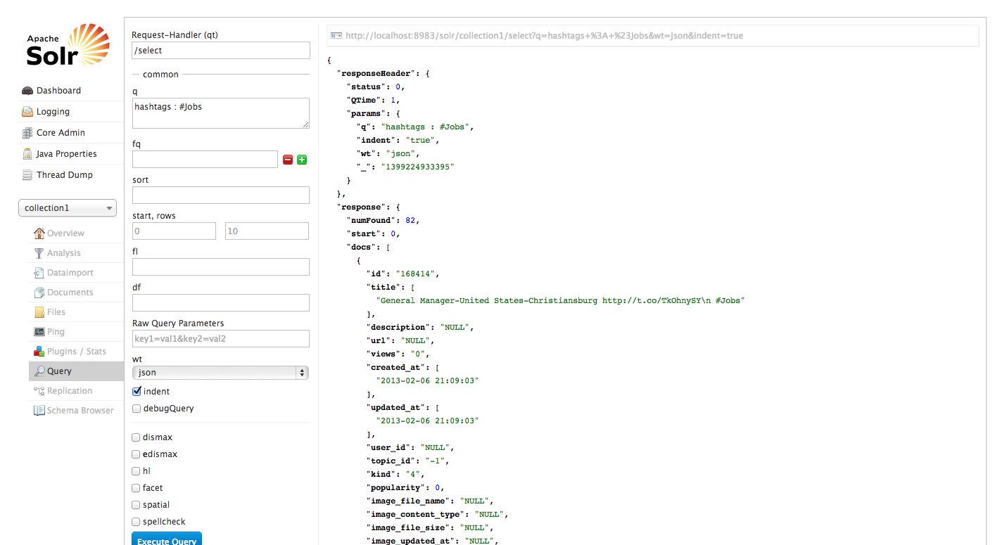 Apache
Solr
Dashboard
Logging
Core Admin
Java Properties
Thread Dump
collection1
Overview
Analysis
Dataimport
Documents
Files
Ping
Plugins / Stats
Query
Replication
Schema Browser
Request-Handler (qt)
/select
common
q
hashtags : #Jobs
fq
sort
start, rows
0 10
fl
df
Raw Query Parameters
key1=val1&key2=val2
wt
json
indent
debugQuery
dismax
edismax
hl
facet
spatial
spellcheck
Execute Query
http://localhost:8983/solr/collection1/select?q=hashtags+%3A+%23Jobs&wt=json&indent=true
{
"responseHeader": {
"status": 0,
"QTime": 1,
"params": {
"q": "hashtags : #Jobs",
"indent": "true",
"wt": "json",
"_": "1399224933395"
}
},
"response": {
"numFound": 82,
"start": 0,
"docs": [
{
"id": "168414",
"title": [
"General Manager-United States-Christiansburg http://t.co/TkOhnySY\n #Jobs"
],
"description": "NULL",
"url": "NULL",
"views": "0",
"created_at": [
"2013-02-06 21:09:03"
],
"updated_at": [
"2013-02-06 21:09:03"
],
"user_id": "NULL",
"topic_id": "-1",
"kind": "4",
"popularity": 0,
"image_file_name": "NULL",
"image_content_type": "NULL",
"image_file_size": "NULL",
"image_updated_at": "NULL",